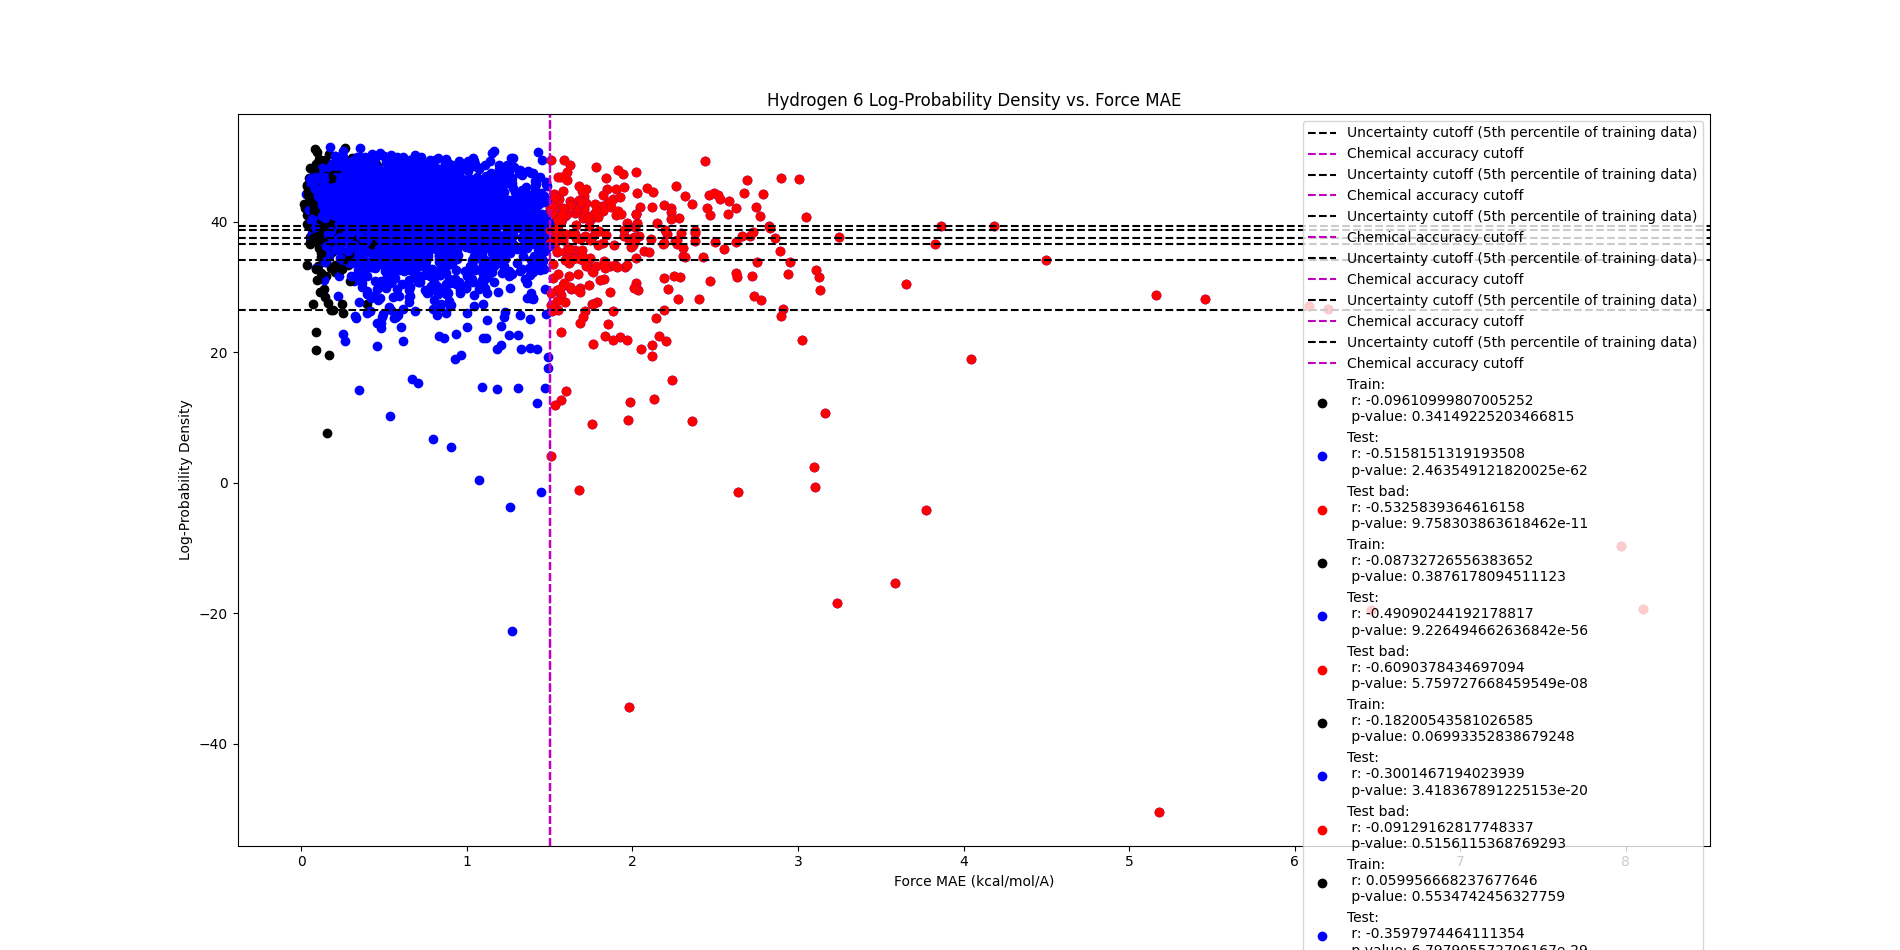 Hydrogen 6 Log-Probability Density vs. Force MAE
Log-Probability Density
40
20
0
−20
−40
0
1
2
3
4
5
6
7
8
Force MAE (kcal/mol/A)
Uncertainty cutoff (5th percentile of training data)
Chemical accuracy cutoff
Uncertainty cutoff (5th percentile of training data)
Chemical accuracy cutoff
Uncertainty cutoff (5th percentile of training data)
Chemical accuracy cutoff
Uncertainty cutoff (5th percentile of training data)
Chemical accuracy cutoff
Uncertainty cutoff (5th percentile of training data)
Chemical accuracy cutoff
Uncertainty cutoff (5th percentile of training data)
Chemical accuracy cutoff
Train:
r: -0.09610999807005252
p-value: 0.34149225203466815
Test:
r: -0.5158151319193508
p-value: 2.463549121820025e-62
Test bad:
r: -0.5325839364616158
p-value: 9.758303863618462e-11
Train:
r: -0.08732726556383652
p-value: 0.3876178094511123
Test:
r: -0.49090244192178817
p-value: 9.226494662636842e-56
Test bad:
r: -0.6090378434697094
p-value: 5.759727668459549e-08
Train:
r: -0.18200543581026585
p-value: 0.06993352838679248
Test:
r: -0.3001467194023939
p-value: 3.418367891225153e-20
Test bad:
r: -0.09129162817748337
p-value: 0.5156115368769293
Train:
r: 0.059956668237677646
p-value: 0.5534742456327759
Test:
r: -0.3597974464111354
p-value: 6.797905572706167e-29